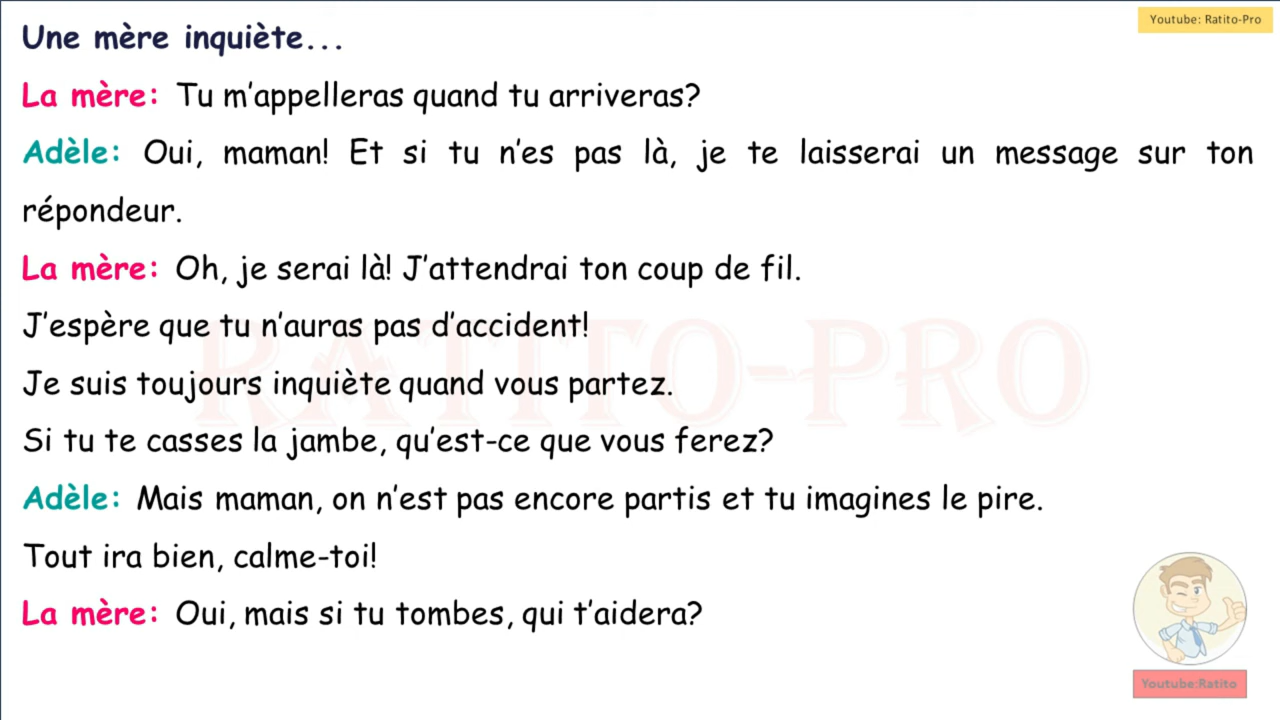 Youtube: Ratito-Pro
Une mère inquiète...
La mère: Tu m'appelleras quand tu arriveras?
Adèle: Oui, maman! Et si tu n'es pas là, je te laisserai un message sur ton
répondeur.
La mère: Oh, je serai là! J'attendrai ton coup de fil.
J'espère que tu n'auras pas d'accident!
Je suis toujours inquiète quand vous partez.
Si tu te casses la jambe, qu'est-ce que vous ferez?
Adèle: Mais maman, on n'est pas encore partis et tu imagines le pire.
Tout ira bien, calme-toi!
La mère: Oui, mais si tu tombes, qui t'aidera?
RATITO-PRO
Youtube:Ratito